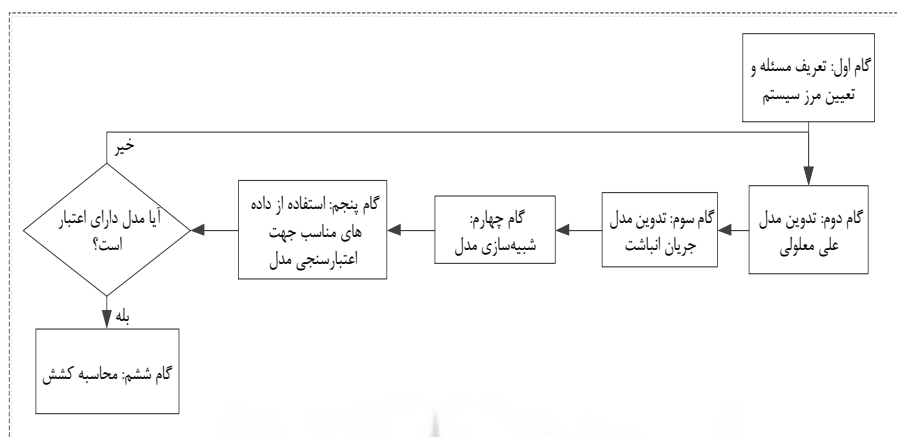 گام اول: تعریف مسئله و
تعیین مرز سیستم
گام دوم: تدوین مدل
علی معلولی
گام سوم: تدوین مدل
جریان انباشت
گام چهارم:
شبیه‌سازی مدل
گام پنجم: استفاده از داده
های مناسب جهت
اعتبارسنجی مدل
آیا مدل دارای اعتبار
است؟
خیر
بله
گام ششم: محاسبه کشش